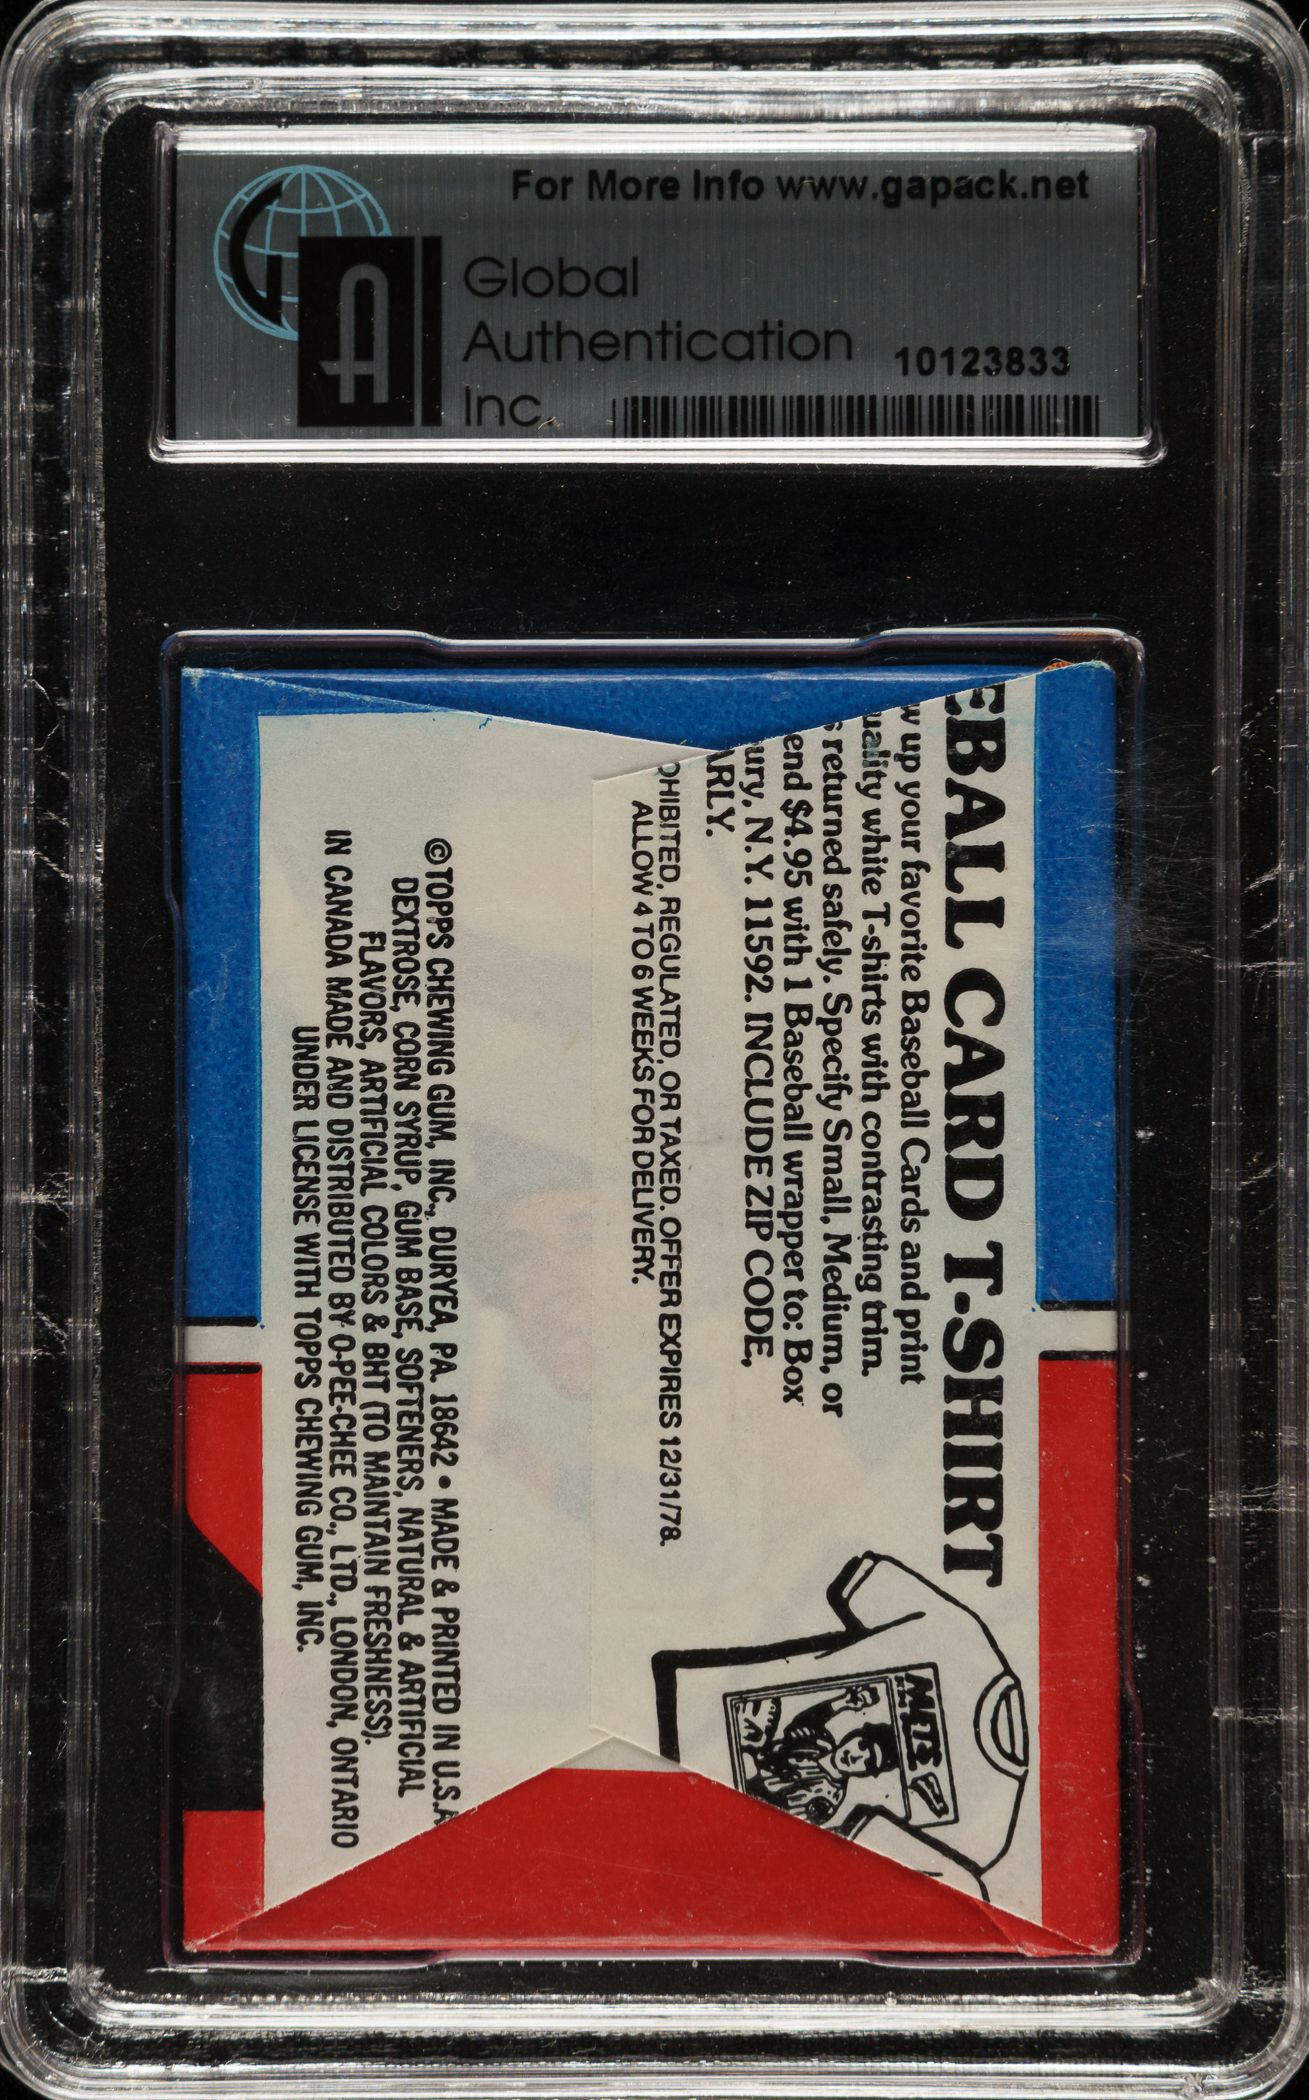 For More Info www.gapack.net
Global
Authentication
Inc.
10123833
EBALL CARD T-SHIRT
w up your favorite Baseball Cards and print
uality white T-shirts with contrasting trim.
s returned safely. Specify Small, Medium, or
end $4.95 with 1 Baseball wrapper to: Box
ury, N.Y. 11592. INCLUDE ZIP CODE,
ARLY.
OHIBITED, REGULATED, OR TAXED. OFFER EXPIRES 12/31/78.
ALLOW 4 TO 6 WEEKS FOR DELIVERY.
METS
©TOPPS CHEWING GUM, INC., DURYEA, PA. 18642 • MADE & PRINTED IN U.S.A
DEXTROSE, CORN SYRUP, GUM BASE, SOFTENERS, NATURAL & ARTIFICIAL
FLAVORS, ARTIFICIAL COLORS & BHT (TO MAINTAIN FRESHNESS).
IN CANADA MADE AND DISTRIBUTED BY O-PEE-CHEE CO., LTD., LONDON, ONTARIO
UNDER LICENSE WITH TOPPS CHEWING GUM, INC.